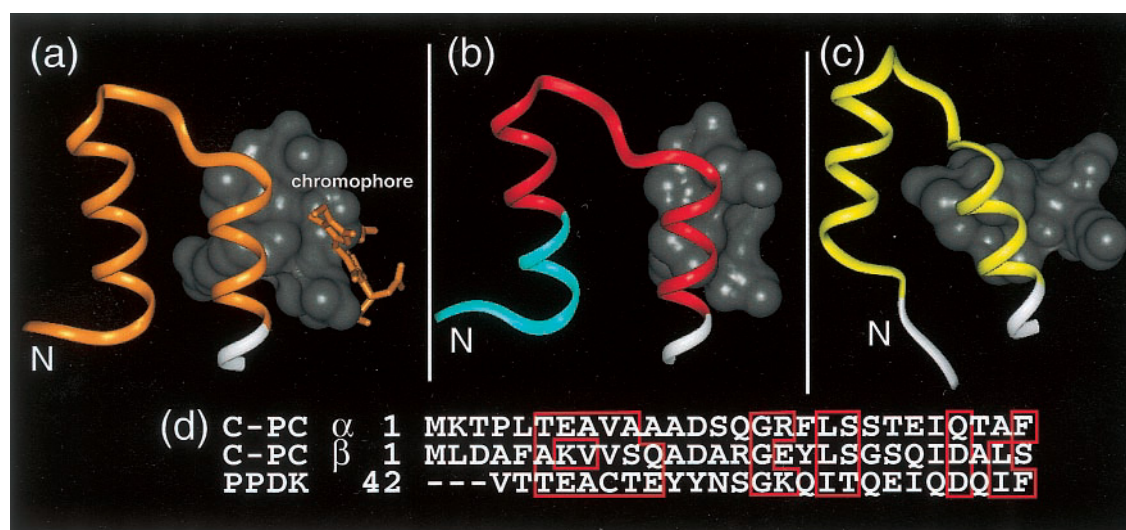 (a) (b) (c)
chromophore
N N N
(d) C-PC α 1 MKTPLTEAVAAADSQGRFLSSTEIQTAF
C-PC β 1 MLDAFAKVVSQADARGEYLSGSQIDALS
PPDK 42 ---VTTEACTEYYNSGKQITQEIQDQIF